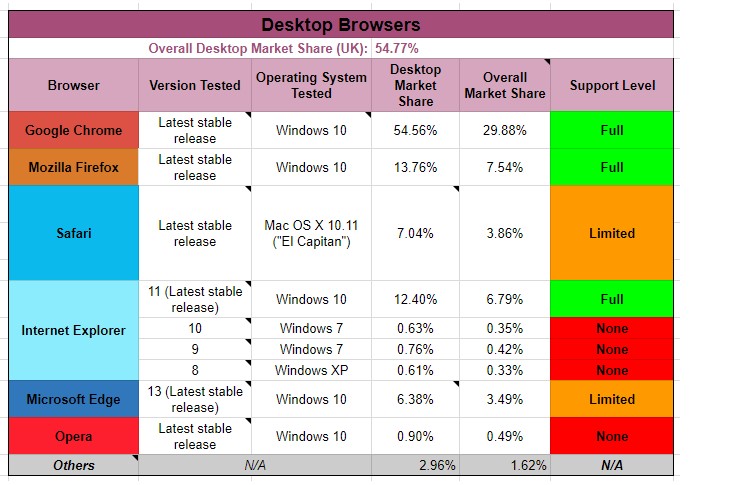 Desktop Browsers
Overall Desktop Market Share (UK): 54.77%
Browser Version Tested Operating System Tested Desktop Market Share Overall Market Share Support Level
Google Chrome Latest stable release Windows 10 54.56% 29.88% Full
Mozilla Firefox Latest stable release Windows 10 13.76% 7.54% Full
Safari Latest stable release Mac OS X 10.11 ("El Capitan") 7.04% 3.86% Limited
Internet Explorer 11 (Latest stable release) Windows 10 12.40% 6.79% Full
10 Windows 7 0.63% 0.35% None
9 Windows 7 0.76% 0.42% None
8 Windows XP 0.61% 0.33% None
Microsoft Edge 13 (Latest stable release) Windows 10 6.38% 3.49% Limited
Opera Latest stable release Windows 10 0.90% 0.49% None
Others N/A 2.96% 1.62% N/A